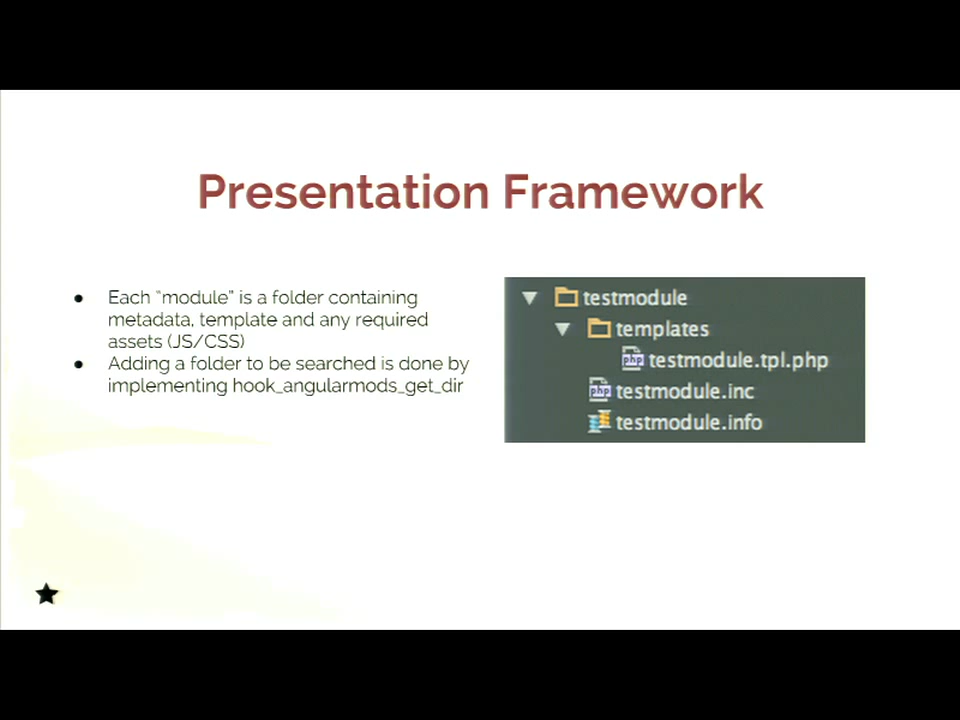 Presentation Framework
● Each “module” is a folder containing
metadata, template and any required
assets (JS/CSS)
● Adding a folder to be searched is done by
implementing hook_angularmods_get_dir
testmodule
templates
php testmodule.tpl.php
php testmodule.inc
testmodule.info